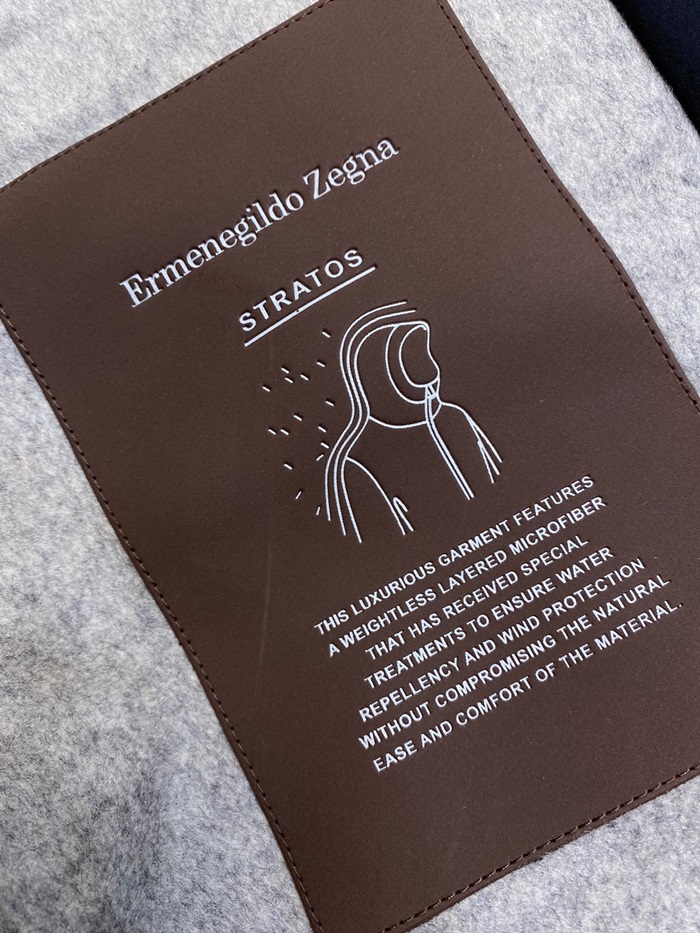 Ermenegildo Zegna
STRATOS
THIS LUXURIOUS GARMENT FEATURES
A WEIGHTLESS LAYERED MICROFIBER
THAT HAS RECEIVED SPECIAL
TREATMENTS TO ENSURE WATER
REPELLENCY AND WIND PROTECTION
WITHOUT COMPROMISING THE NATURAL
EASE AND COMFORT OF THE MATERIAL.